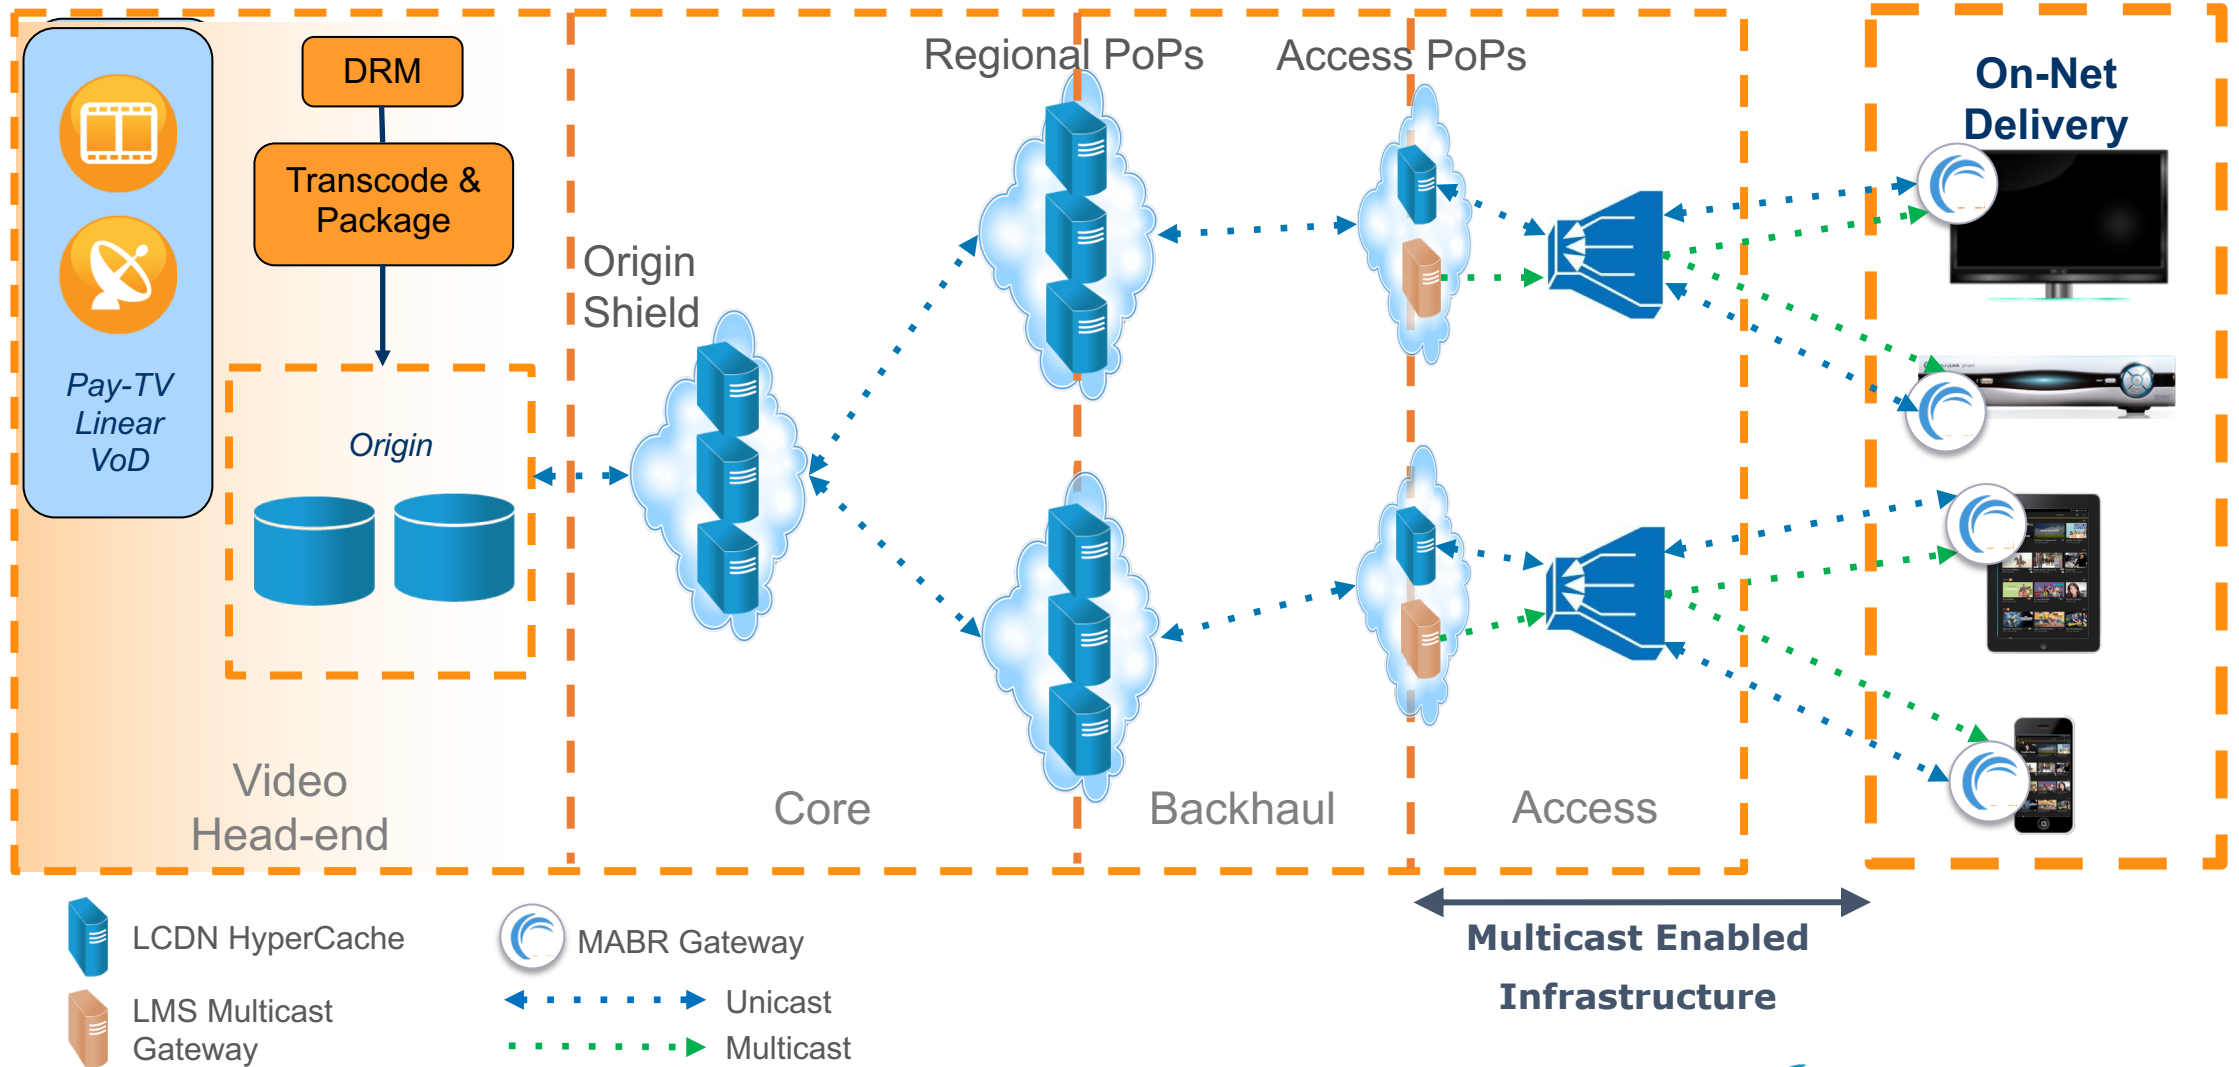 Regional PoPs
Access PoPs
On-Net
Delivery
DRM
Transcode &
Package
Origin
Shield
Pay-TV
Linear
VoD
Origin
Video
Head-end
Core
Backhaul
Access
LCDN HyperCache
MABR Gateway
Multicast Enabled
Infrastructure
LMS Multicast
Gateway
Unicast
Multicast